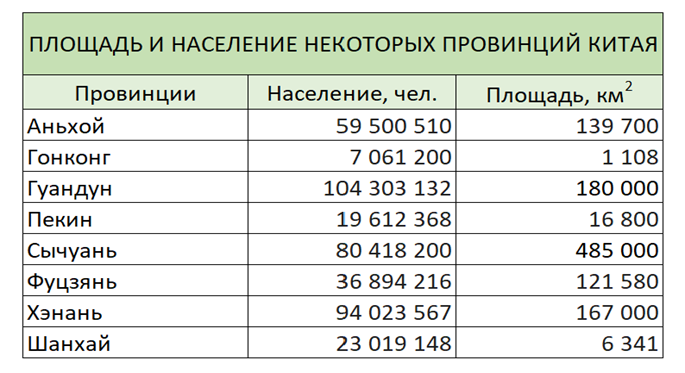 ПЛОЩАДЬ И НАСЕЛЕНИЕ НЕКОТОРЫХ ПРОВИНЦИЙ КИТАЯ
Провинции Население, чел. Площадь, км²
Аньхой 59 500 510 139 700
Гонконг 7 061 200 1 108
Гуандун 104 303 132 180 000
Пекин 19 612 368 16 800
Сычуань 80 418 200 485 000
Фуцзянь 36 894 216 121 580
Хэнань 94 023 567 167 000
Шанхай 23 019 148 6 341